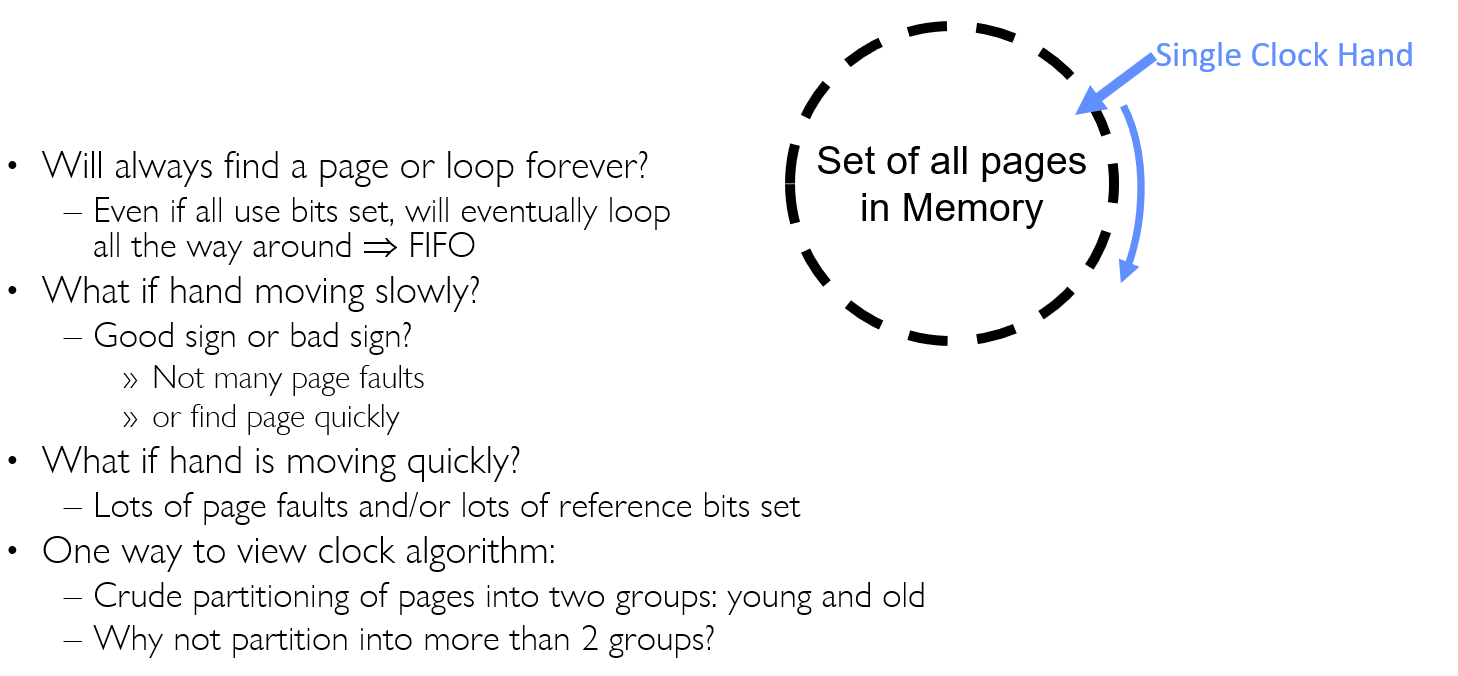 Single Clock Hand
Set of all pages
in Memory
• Will always find a page or loop forever?
– Even if all use bits set, will eventually loop
all the way around ⇒ FIFO
• What if hand moving slowly?
– Good sign or bad sign?
» Not many page faults
» or find page quickly
• What if hand is moving quickly?
– Lots of page faults and/or lots of reference bits set
• One way to view clock algorithm:
– Crude partitioning of pages into two groups: young and old
– Why not partition into more than 2 groups?